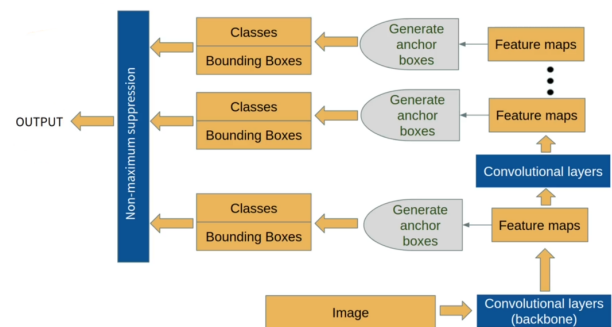 Classes
Bounding Boxes
Generate
anchor
boxes
Feature maps
OUTPUT
Non-maximum suppression
Classes
Bounding Boxes
Generate
anchor
boxes
Feature maps
Convolutional layers
Classes
Bounding Boxes
Generate
anchor
boxes
Feature maps
Image
Convolutional layers
(backbone)